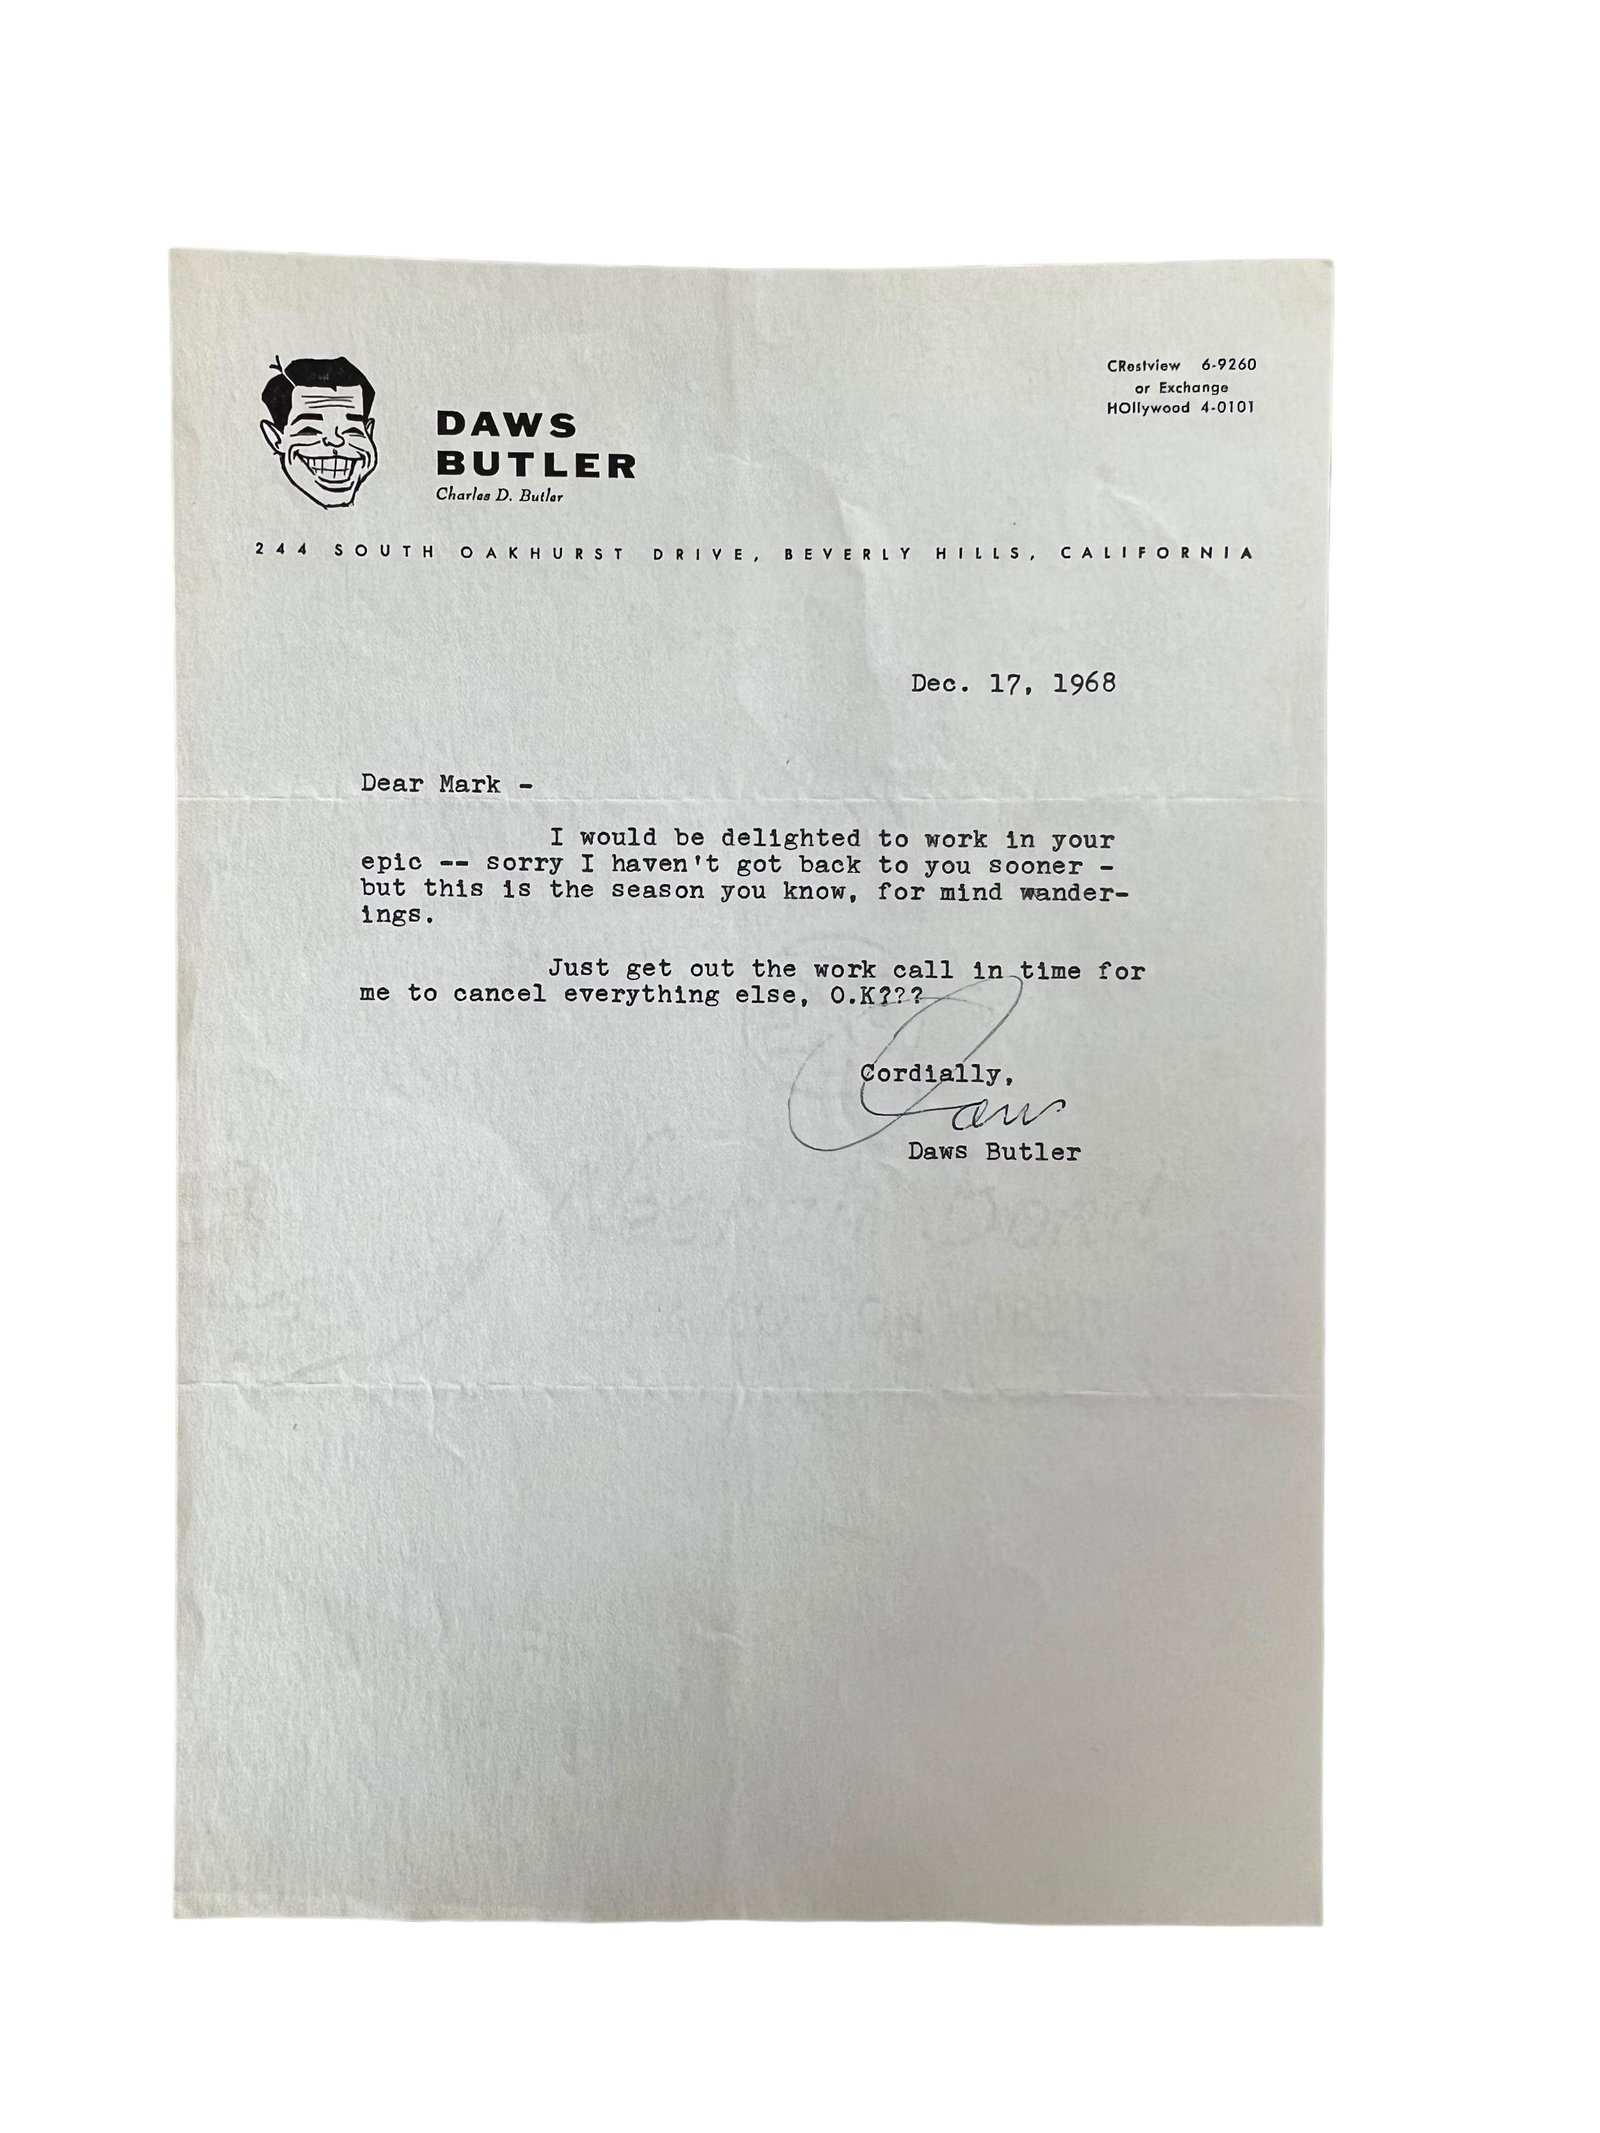 CRestview 6-9260
or Exchange
HOllywood 4-0101
DAWS
BUTLER
Charles D. Butler
244 SOUTH OAKHURST DRIVE, BEVERLY HILLS, CALIFORNIA
Dec. 17, 1968
Dear Mark -
I would be delighted to work in your
epic -- sorry I haven't got back to you sooner -
but this is the season you know, for mind wander-
ings.
Just get out the work call in time for
me to cancel everything else, O.K???
Cordially,
Daws
Daws Butler